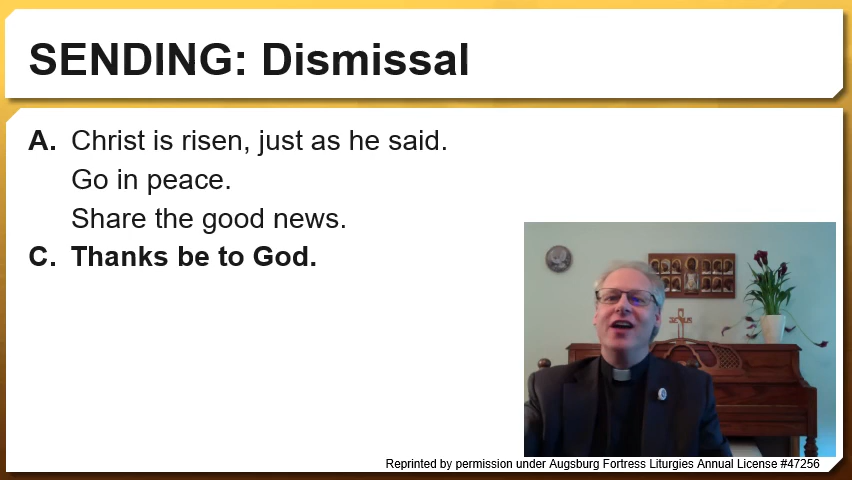 SENDING: Dismissal
A. Christ is risen, just as he said.
Go in peace.
Share the good news.
C. Thanks be to God.
Reprinted by permission under Augsburg Fortress Liturgies Annual License #47256